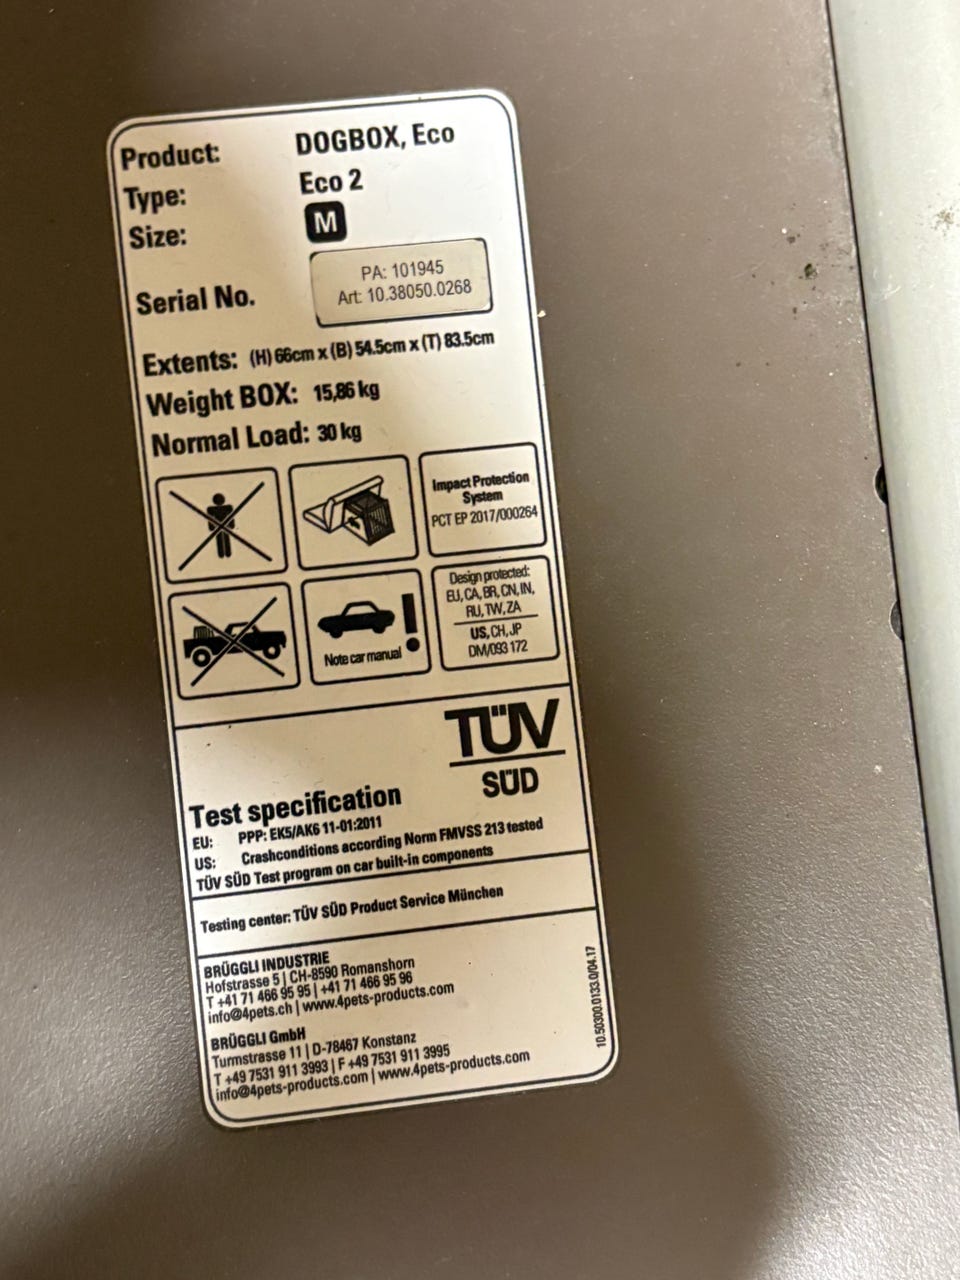 Product: DOGBOX, Eco
Type: Eco 2
Size: M
Serial No. PA: 101945
Art: 10.38050.0268
Extents: (H) 66cm x (B) 54.5cm x (T) 83.5cm
Weight BOX: 15,86 kg
Normal Load: 30 kg
Impact Protection
System
PCT EP 2017/000264
Note car manual !
Design protected:
EU, CA, BR, CN, IN,
RU, TW, ZA
US, CH, JP
DM/093 172
TÜV
SÜD
Test specification
EU: PPP: EK5/AK6 11-01:2011
US: Crashconditions according Norm FMVSS 213 tested
TÜV SÜD Test program on car built-in components
Testing center: TÜV SÜD Product Service München
BRÜGGLI INDUSTRIE
Hofstrasse 5 | CH-8590 Romanshorn
T +41 71 466 95 95 | +41 71 466 95 96
info@4pets.ch | www.4pets-products.com
BRÜGGLI GmbH
Turmstrasse 11 | D-78467 Konstanz
T +49 7531 911 3993 | F +49 7531 911 3995
info@4pets-products.com | www.4pets-products.com
10.50300.0133.0/04.17